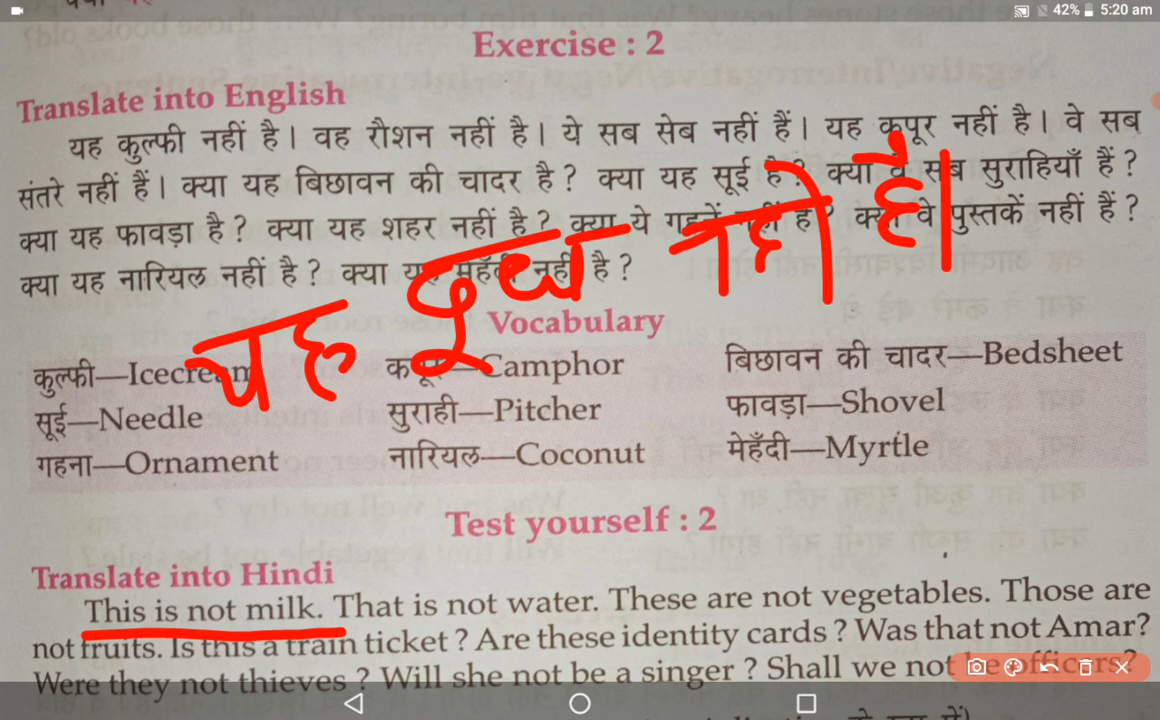 42% 5:20 am
Exercise : 2
Translate into English
यह कुल्फी नहीं है। वह रौशन नहीं है। ये सब सेब नहीं हैं। यह कपूर नहीं है। वे सब
संतरे नहीं हैं। क्या यह बिछावन की चादर है? क्या यह सूई है? क्या वे सब सुराहियाँ हैं?
क्या यह फावड़ा है? क्या यह शहर नहीं है? क्या ये गहनें नहीं हैं? क्या वे पुस्तकें नहीं हैं?
क्या यह नारियल नहीं है? क्या यह मेहँदी नहीं है?
यह दूध नहीं है।
Vocabulary
कुल्फी—Icecream कपूर—Camphor बिछावन की चादर—Bedsheet
सूई—Needle सुराही—Pitcher फावड़ा—Shovel
गहना—Ornament नारियल—Coconut मेहँदी—Myrtle
Test yourself : 2
Translate into Hindi
This is not milk. That is not water. These are not vegetables. Those are
not fruits. Is this a train ticket ? Are these identity cards ? Was that not Amar?
Were they not thieves ? Will she not be a singer ? Shall we not be officers?